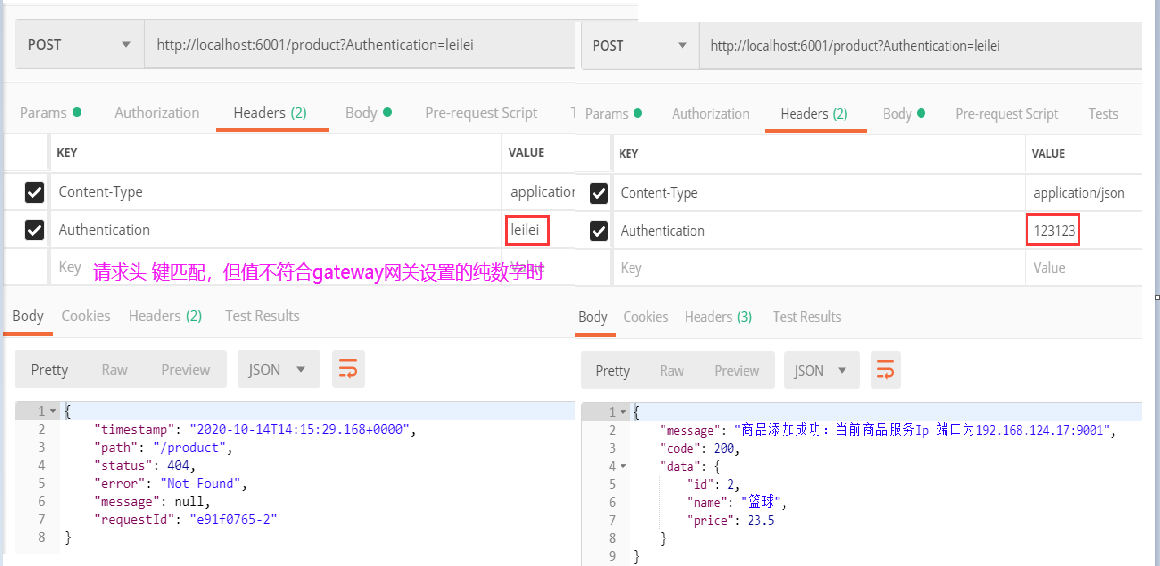 POST
http://localhost:6001/product?Authentication=leilei
Params
Authorization
Headers (2)
Body
Pre-request Script
T
KEY
VALUE
Content-Type
application
Authentication
leilei
Key
请求头 键匹配，但值不符合gateway网关设置的纯数字时
Body
Cookies
Headers (2)
Test Results
Pretty
Raw
Preview
JSON
1 {
2 "timestamp": "2020-10-14T14:15:29.168+0000",
3 "path": "/product",
4 "status": 404,
5 "error": "Not Found",
6 "message": null,
7 "requestId": "e91f0765-2"
8 }
POST
http://localhost:6001/product?Authentication=leilei
Params
Authorization
Headers (2)
Body
Pre-request Script
Tests
KEY
VALUE
Content-Type
application/json
Authentication
123123
Key
Value
Body
Cookies
Headers (3)
Test Results
Pretty
Raw
Preview
JSON
1 {
2 "message": "商品添加成功：当前商品服务Ip 端口为192.168.124.17:9001",
3 "code": 200,
4 "data": {
5 "id": 2,
6 "name": "篮球",
7 "price": 23.5
8 }
9 }